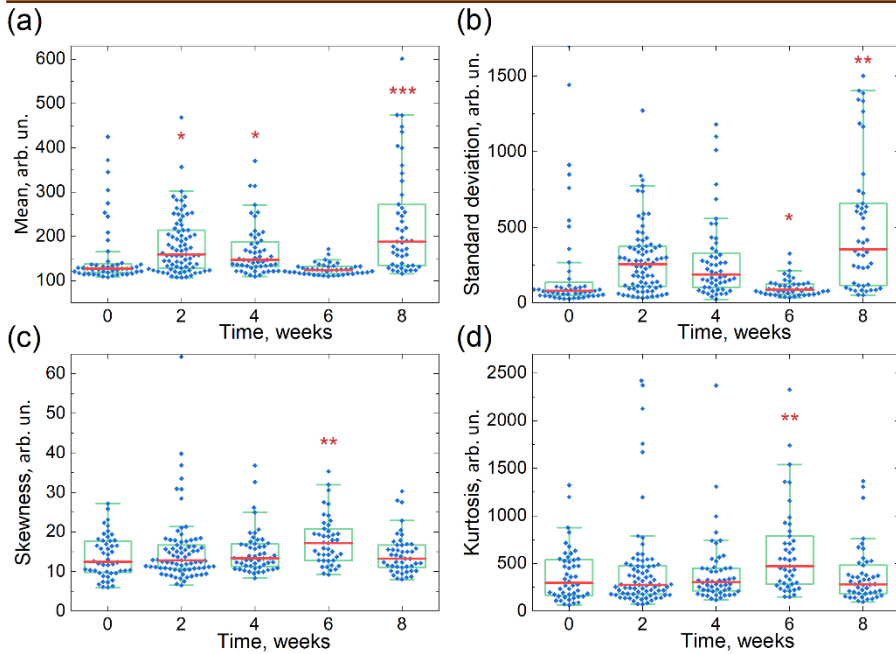 (a)
Mean, arb. un.
600
500
400
300
200
100
* * ***
0 2 4 6 8
Time, weeks
(b)
Standard deviation, arb. un.
1500
1000
500
0
* **
0 2 4 6 8
Time, weeks
(c)
Skewness, arb. un.
60
50
40
30
20
10
0
**
0 2 4 6 8
Time, weeks
(d)
Kurtosis, arb. un.
2500
2000
1500
1000
500
0
**
0 2 4 6 8
Time, weeks